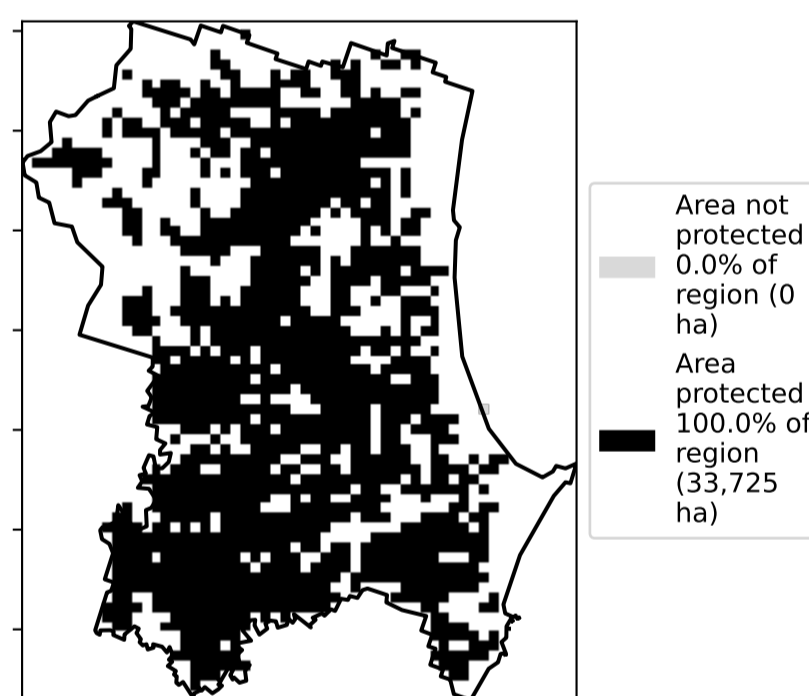 Area not
protected
0.0% of
region (0
ha)
Area
protected
100.0% of
region
(33,725
ha)